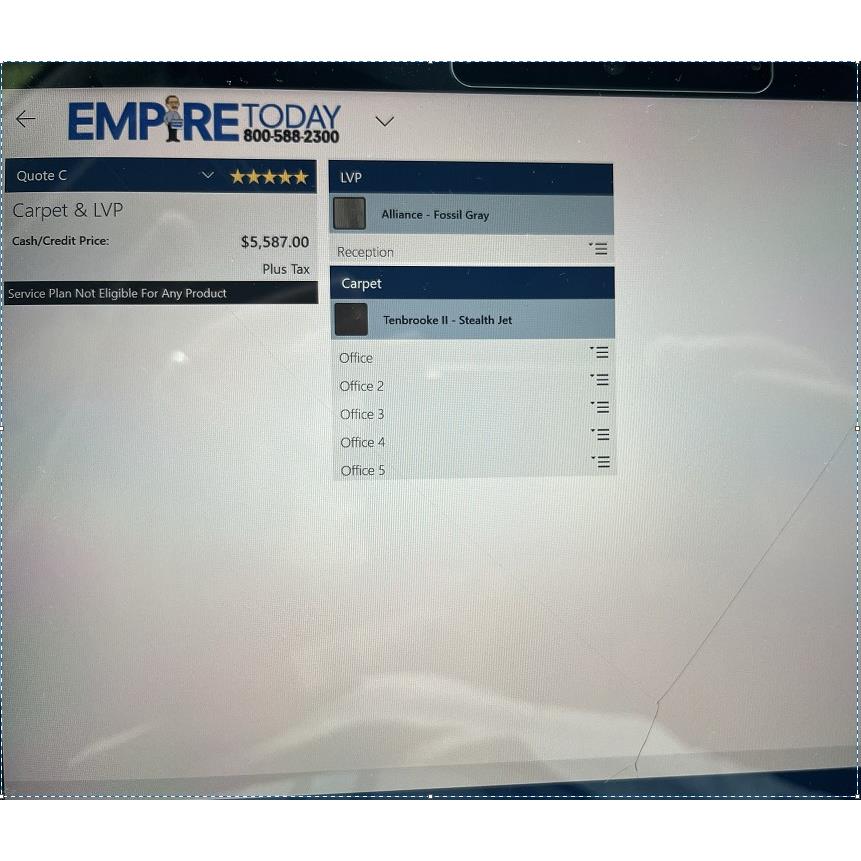 EMPIRE TODAY
800-588-2300
Quote C
Carpet & LVP
Cash/Credit Price:
$5,587.00
Plus Tax
Service Plan Not Eligible For Any Product
LVP
Alliance - Fossil Gray
Reception
Carpet
Tenbrooke II - Stealth Jet
Office
Office 2
Office 3
Office 4
Office 5